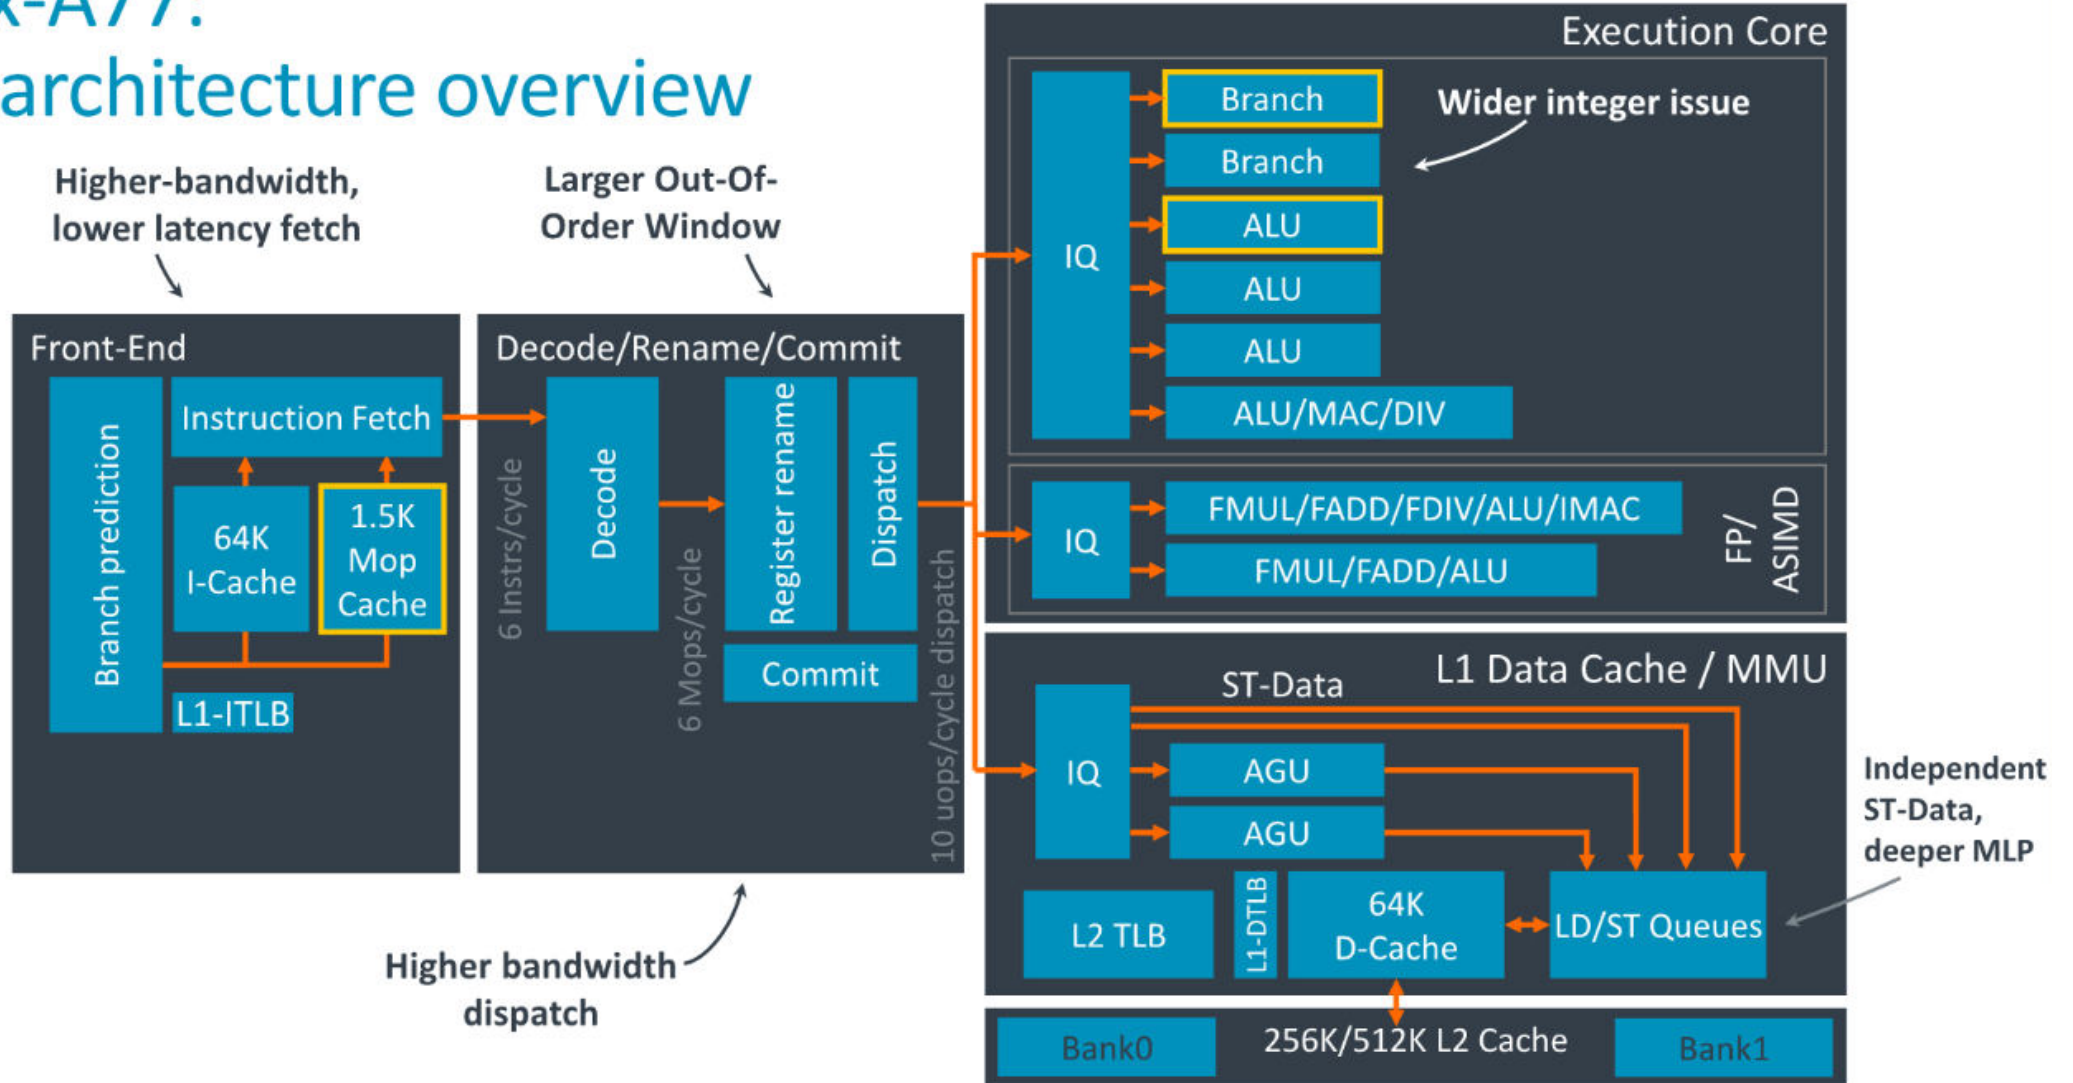 x-A77:
architecture overview
Higher-bandwidth,
lower latency fetch
Larger Out-Of-
Order Window
Front-End
Branch prediction
Instruction Fetch
64K
I-Cache
1.5K
Mop
Cache
L1-ITLB
Decode/Rename/Commit
6 Instrs/cycle
Decode
6 Mops/cycle
Register rename
Dispatch
Commit
10 uops/cycle dispatch
Higher bandwidth
dispatch
Execution Core
IQ
Branch
Branch
ALU
ALU
ALU
ALU/MAC/DIV
Wider integer issue
IQ
FMUL/FADD/FDIV/ALU/IMAC
FMUL/FADD/ALU
FP/
ASIMD
L1 Data Cache / MMU
ST-Data
IQ
AGU
AGU
L2 TLB
L1-DTLB
64K
D-Cache
LD/ST Queues
Independent
ST-Data,
deeper MLP
Bank0
256K/512K L2 Cache
Bank1